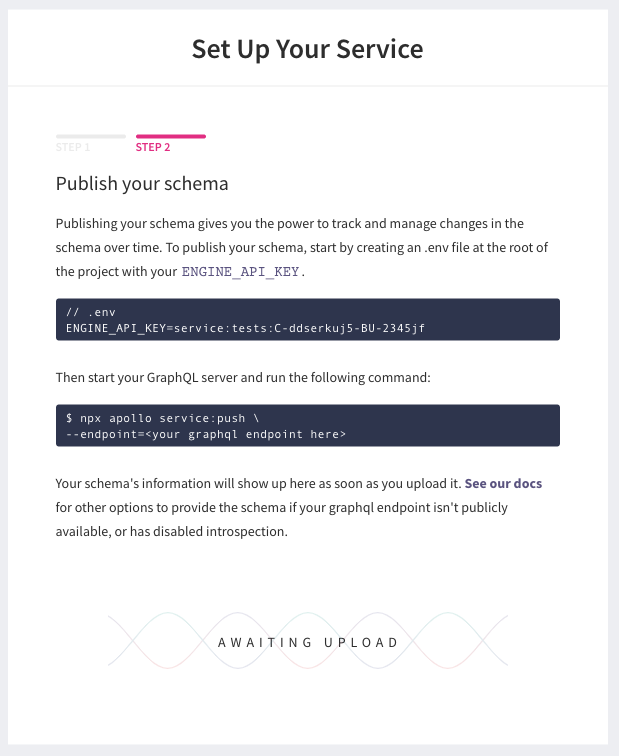 Set Up Your Service
STEP 1 STEP 2
Publish your schema
Publishing your schema gives you the power to track and manage changes in the
schema over time. To publish your schema, start by creating an .env file at the root of
the project with your ENGINE_API_KEY.
// .env
ENGINE_API_KEY=service:tests:C-ddserkuj5-BU-2345jf
Then start your GraphQL server and run the following command:
$ npx apollo service:push \
--endpoint=<your graphql endpoint here>
Your schema's information will show up here as soon as you upload it. See our docs
for other options to provide the schema if your graphql endpoint isn't publicly
available, or has disabled introspection.
AWAITING UPLOAD